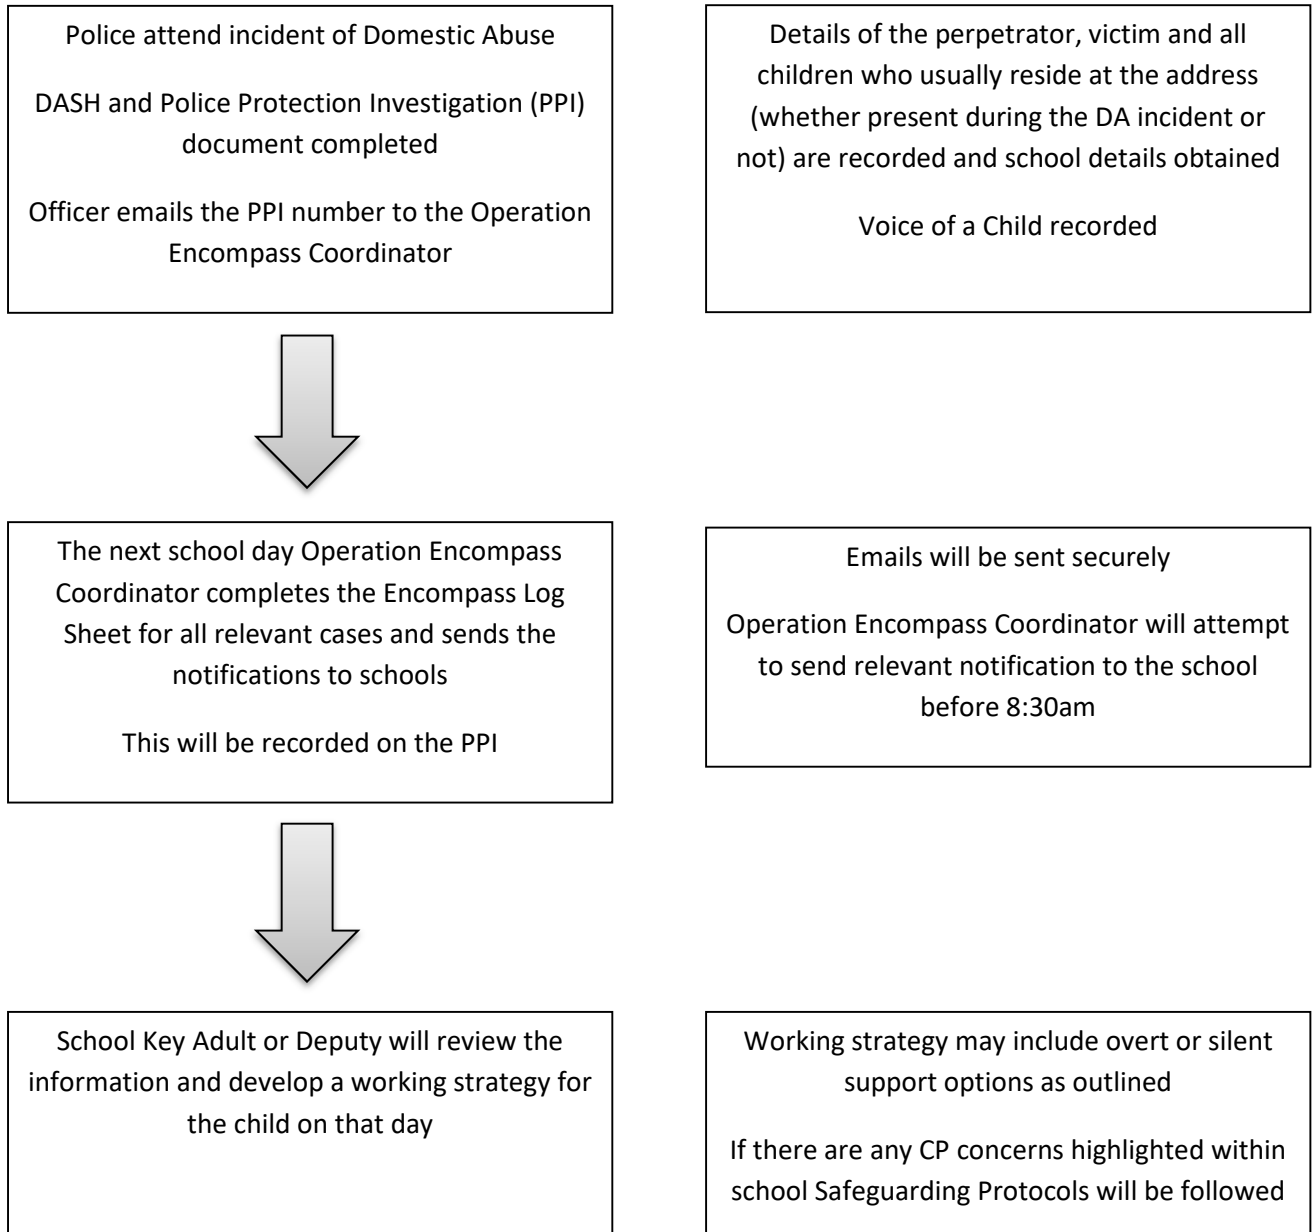 Police attend incident of Domestic Abuse
DASH and Police Protection Investigation (PPI)
document completed
Officer emails the PPI number to the Operation
Encompass Coordinator
Details of the perpetrator, victim and all
children who usually reside at the address
(whether present during the DA incident or
not) are recorded and school details obtained
Voice of a Child recorded
The next school day Operation Encompass
Coordinator completes the Encompass Log
Sheet for all relevant cases and sends the
notifications to schools
This will be recorded on the PPI
Emails will be sent securely
Operation Encompass Coordinator will attempt
to send relevant notification to the school
before 8:30am
School Key Adult or Deputy will review the
information and develop a working strategy for
the child on that day
Working strategy may include overt or silent
support options as outlined
If there are any CP concerns highlighted within
school Safeguarding Protocols will be followed